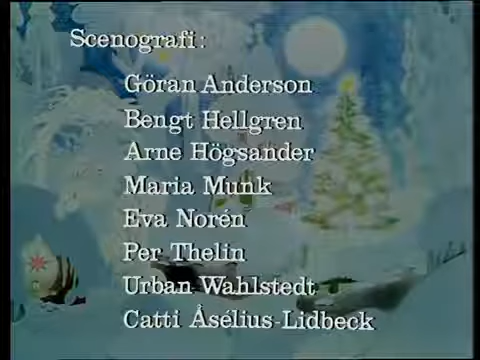 Scenografi:
Göran Anderson
Bengt Hellgren
Arne Högsander
Maria Munk
Eva Norén
Per Thelin
Urban Wahlstedt
Catti Åsélius-Lidbeck